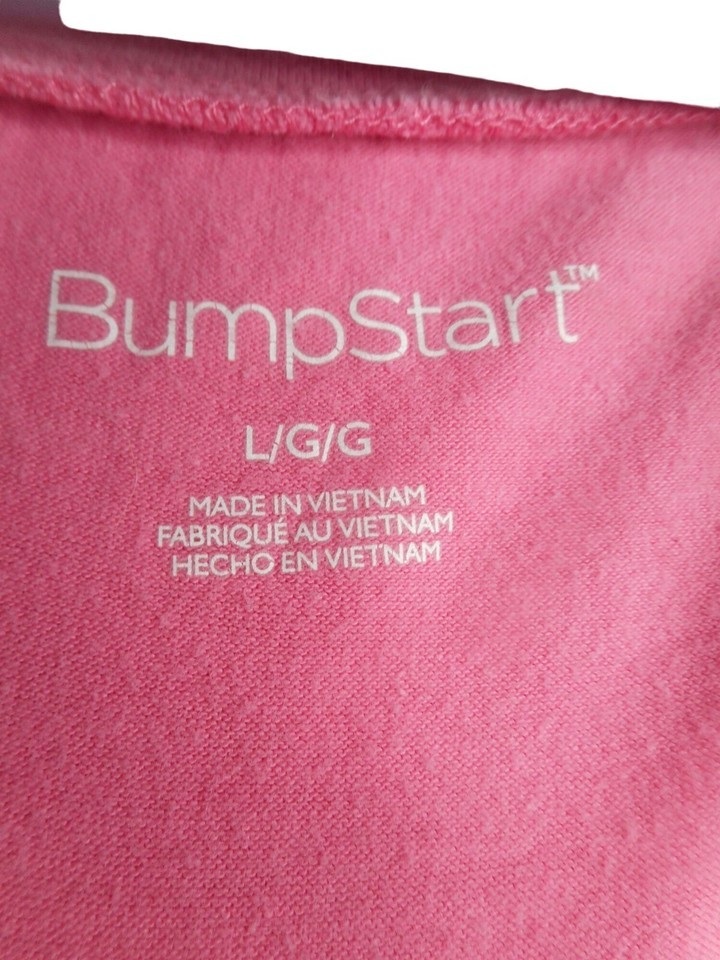 BumpStart™
L/G/G
MADE IN VIETNAM
FABRIQUÉ AU VIETNAM
HECHO EN VIETNAM